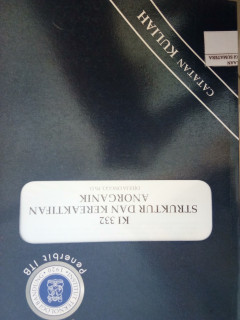 CATATAN KULIAH
KI 332
STRUKTUR DAN KEREAKTIFAN
ANORGANIK
Penerbit ITB